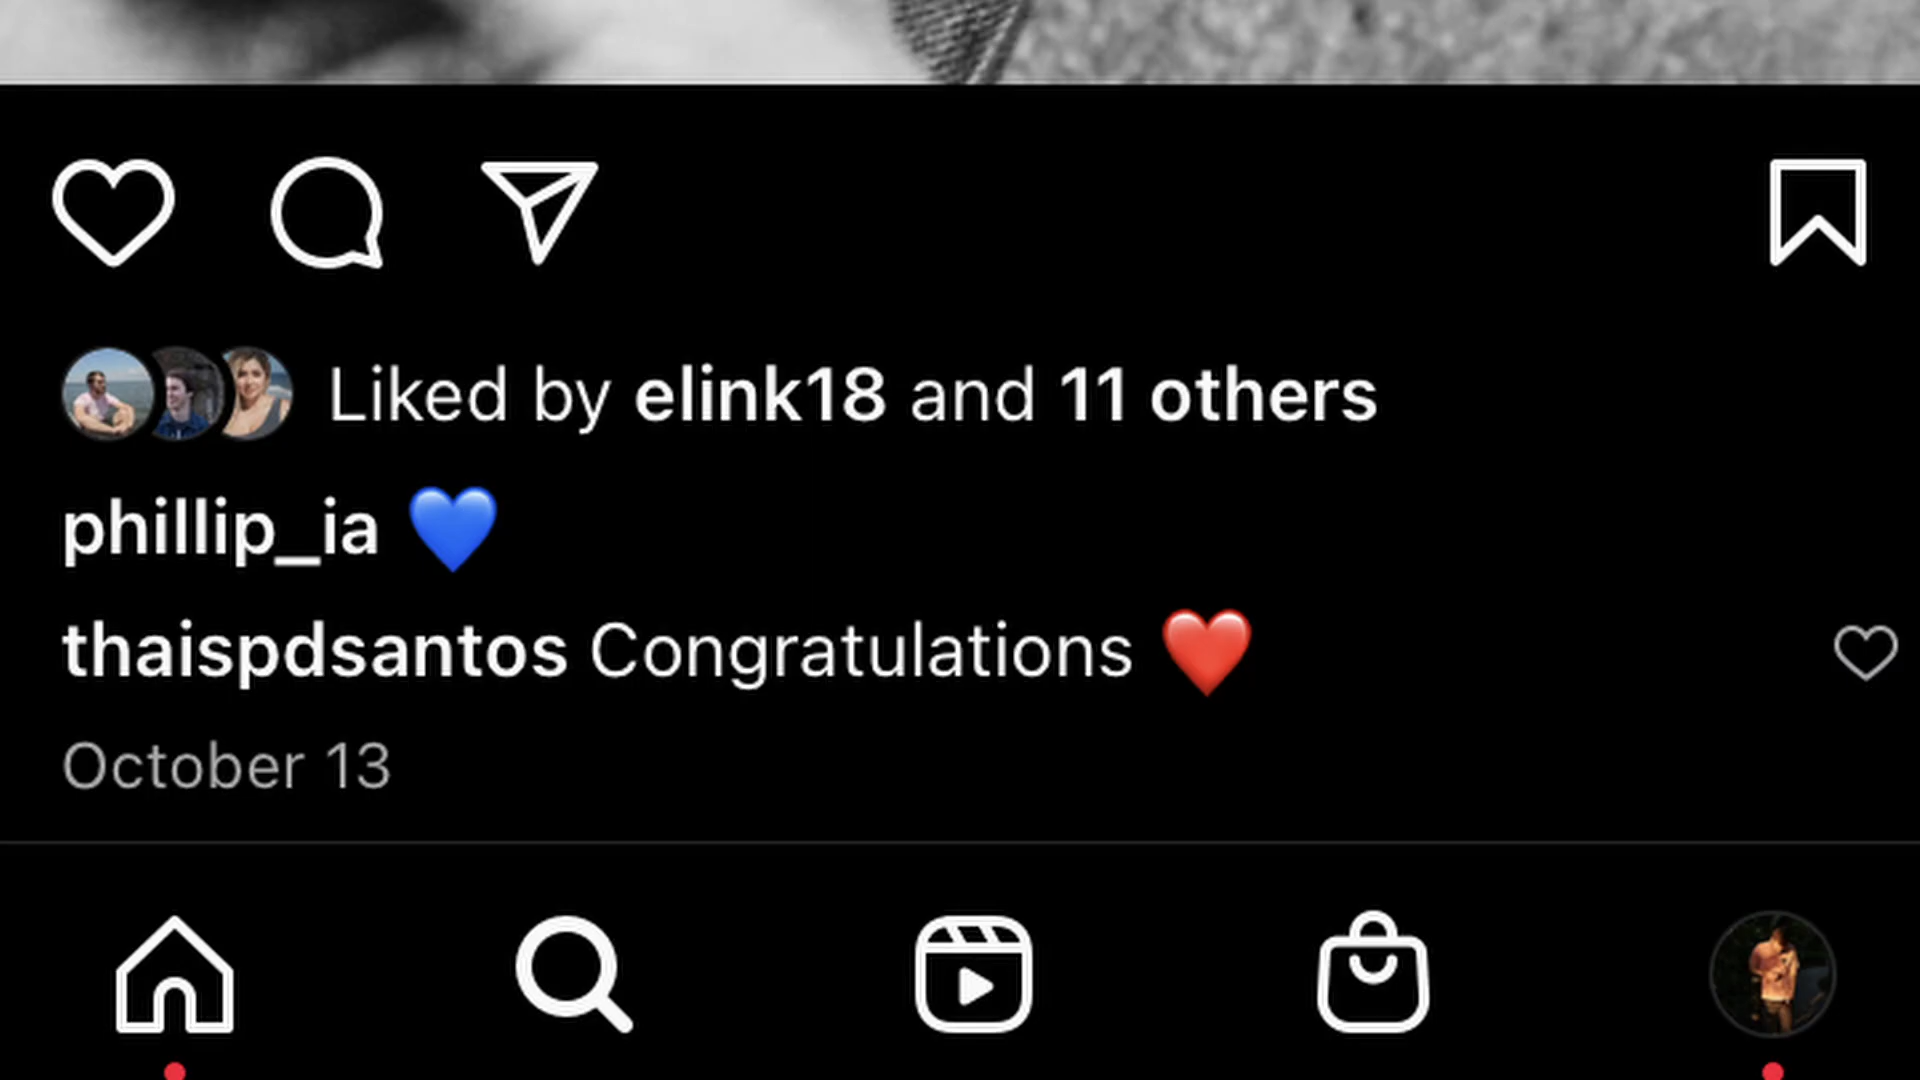 Liked by elink18 and 11 others
phillip_ia 💙
thaispdsantos Congratulations ❤️
October 13